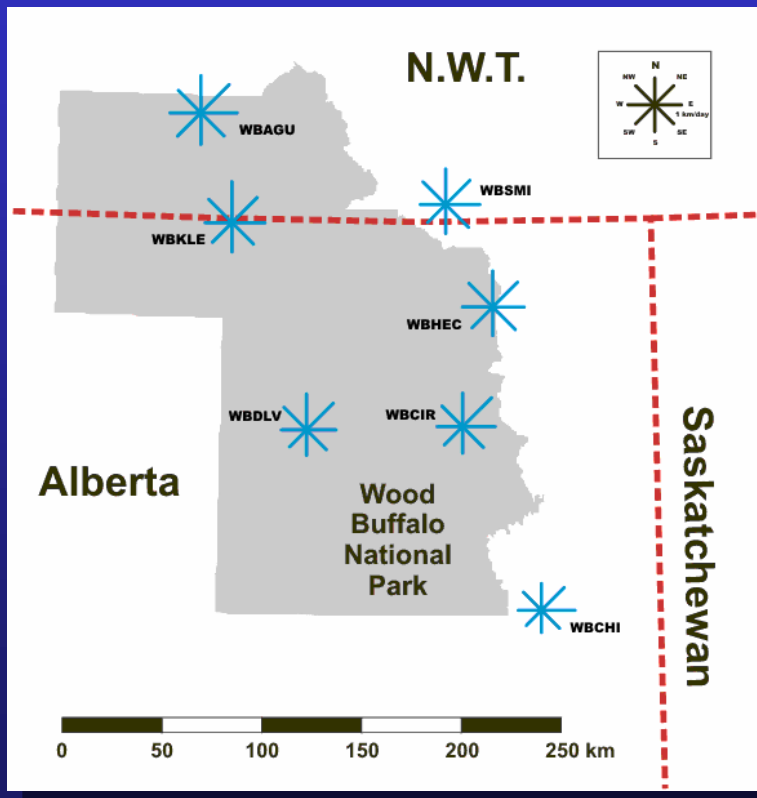 N.W.T.
N
NW NE
W E
1 km/day
SW SE
S
WBAGU
WBSMI
WBKLE
WBHEC
WBDLV
WBCIR
Alberta
Wood
Buffalo
National
Park
Saskatchewan
WBCHI
0 50 100 150 200 250 km